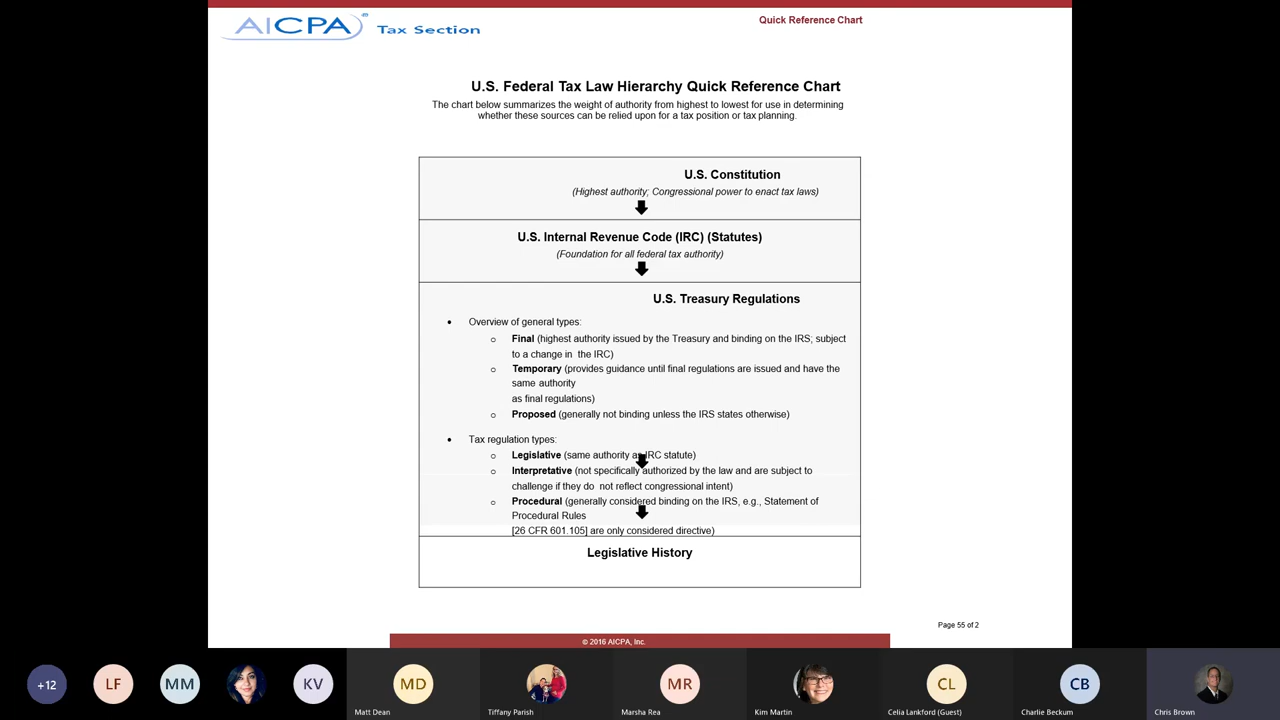 AICPA® Tax Section
Quick Reference Chart
U.S. Federal Tax Law Hierarchy Quick Reference Chart
The chart below summarizes the weight of authority from highest to lowest for use in determining
whether these sources can be relied upon for a tax position or tax planning.
U.S. Constitution
(Highest authority; Congressional power to enact tax laws)
U.S. Internal Revenue Code (IRC) (Statutes)
(Foundation for all federal tax authority)
U.S. Treasury Regulations
• Overview of general types:
o Final (highest authority issued by the Treasury and binding on the IRS; subject
to a change in the IRC)
o Temporary (provides guidance until final regulations are issued and have the
same authority
as final regulations)
o Proposed (generally not binding unless the IRS states otherwise)
• Tax regulation types:
o Legislative (same authority as IRC statute)
o Interpretative (not specifically authorized by the law and are subject to
challenge if they do not reflect congressional intent)
o Procedural (generally considered binding on the IRS, e.g., Statement of
Procedural Rules
[26 CFR 601.105] are only considered directive)
Legislative History
Page 55 of 2
© 2016 AICPA, Inc.
+12
LF
MM
KV
MD
Matt Dean
Tiffany Parish
MR
Marsha Rea
Kim Martin
CL
Celia Lankford (Guest)
CB
Charlie Beckum
Chris Brown